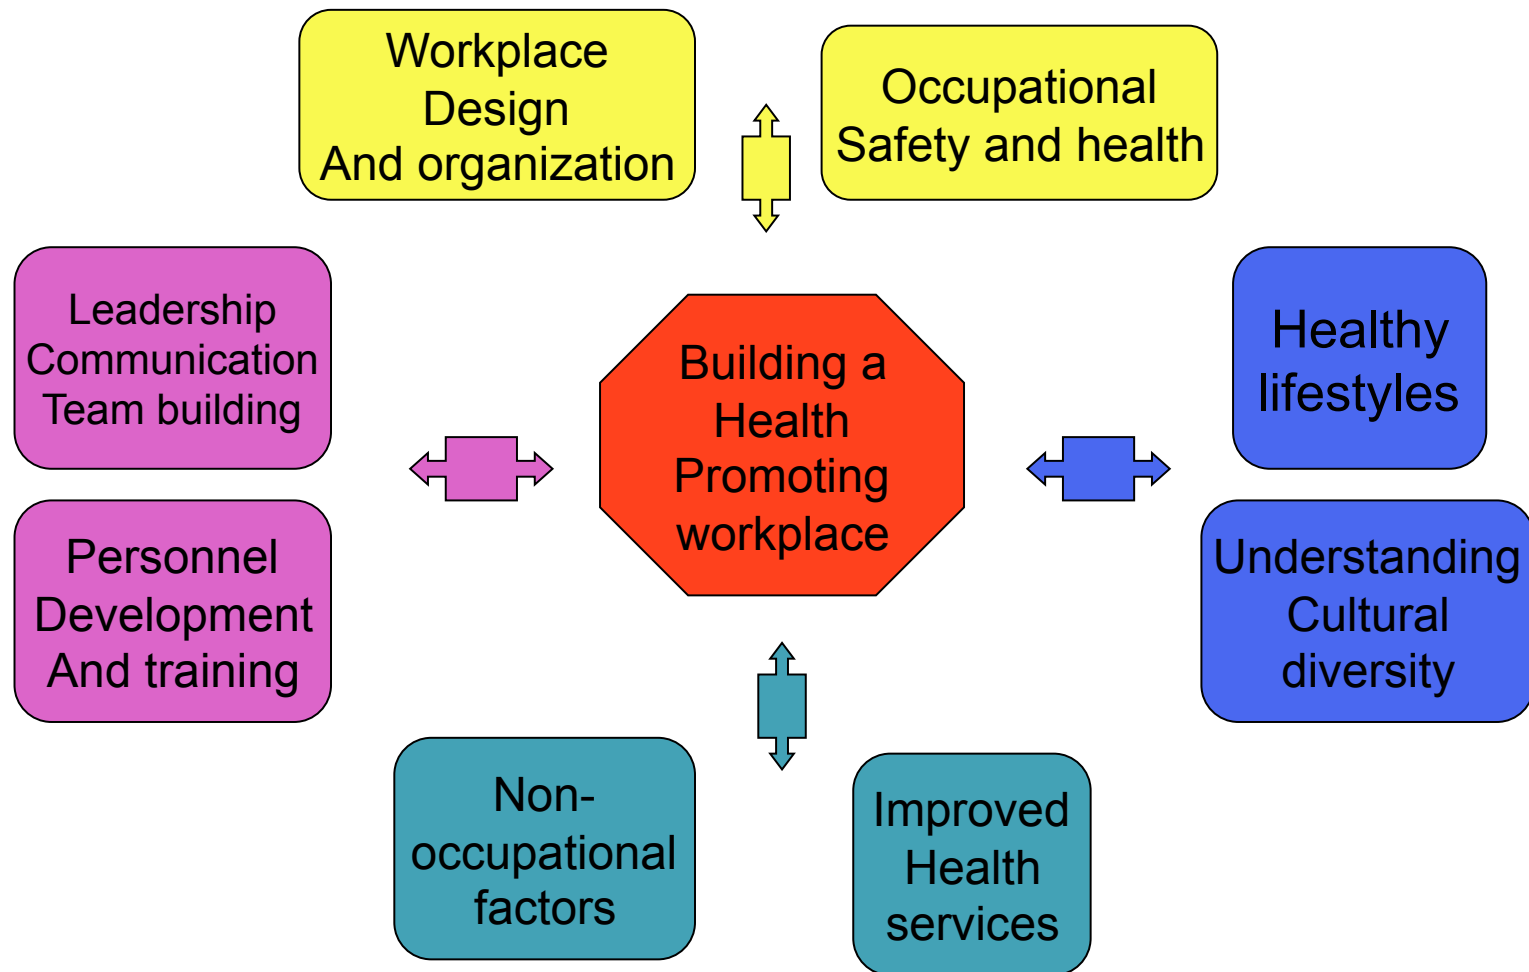 Workplace
Design
And organization
Occupational
Safety and health
Leadership
Communication
Team building
Building a
Health
Promoting
workplace
Healthy
lifestyles
Personnel
Development
And training
Understanding
Cultural
diversity
Non-
occupational
factors
Improved
Health
services